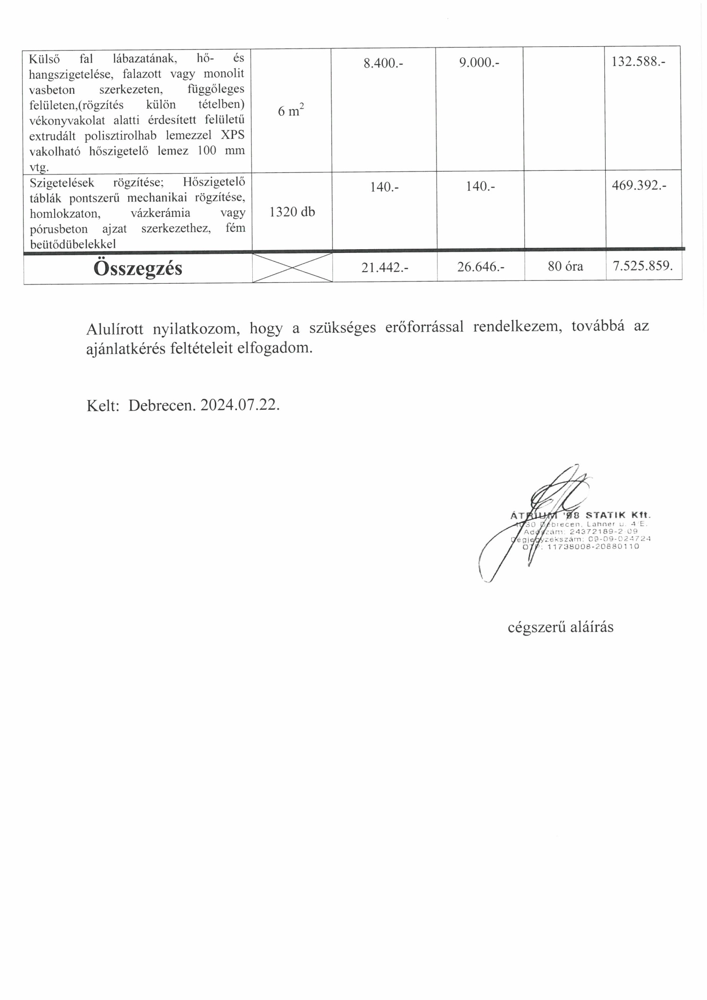 Külső fal lábazatának, hő- és
hangszigetelése, falazott vagy monolit
vasbeton szerkezeten, függőleges
felületen,(rögzítés külön tételben)
vékonyvakolat alatti érdesített felületű
extrudált polisztirolhab lemezzel XPS
vakolható hőszigetelő lemez 100 mm
vtg.
6 m²
8.400.-
9.000.-
132.588.-
Szigetelések rögzítése; Hőszigetelő
táblák pontszerű mechanikai rögzítése,
homlokzaton, vázkerámia vagy
pórusbeton ajzat szerkezethez, fém
beütődübelekkel
1320 db
140.-
140.-
469.392.-
Összegzés
21.442.-
26.646.-
80 óra
7.525.859.
Alulírott nyilatkozom, hogy a szükséges erőforrással rendelkezem, továbbá az
ajánlatkérés feltételeit elfogadom.
Kelt: Debrecen. 2024.07.22.
ÁTRIUM '98 STATIK Kft.
4030 Debrecen, Lahner u. 4 E.
Adószám: 24372189-2-09
Cégjegyzékszám: 09-09-024724
OTP: 11738008-20880110
cégszerű aláírás